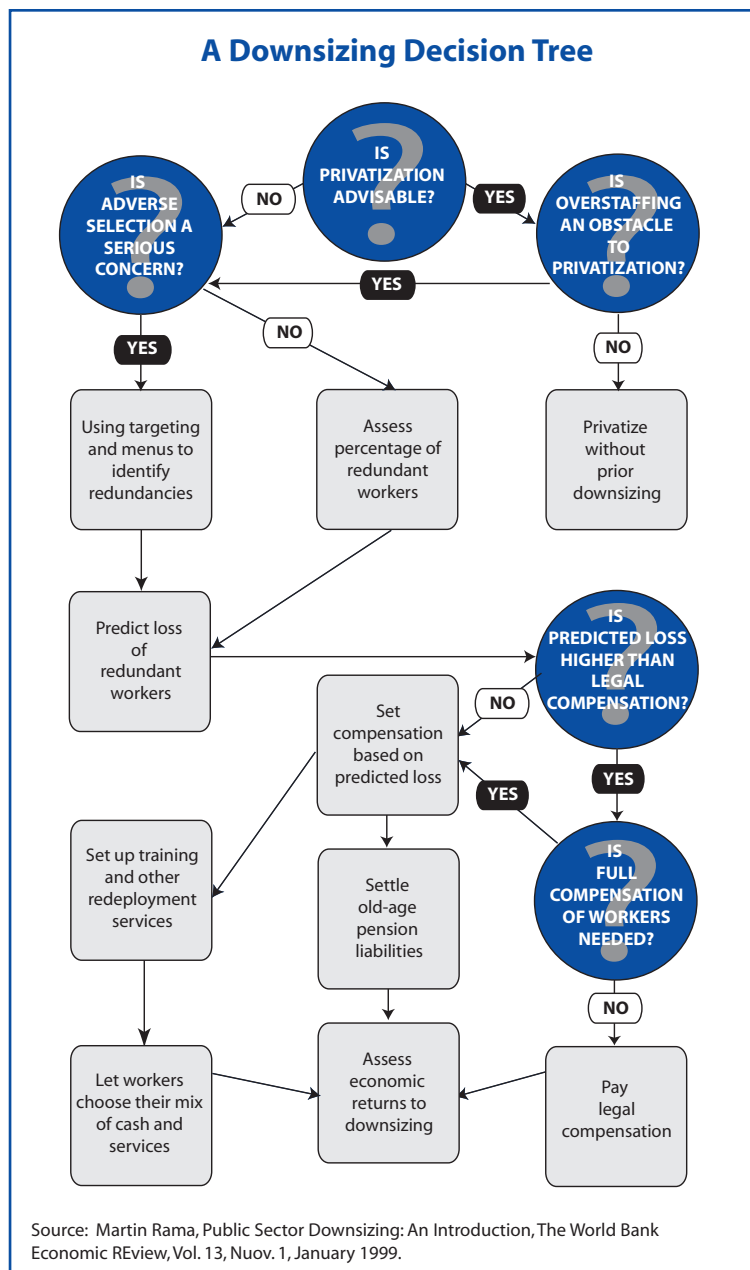 A Downsizing Decision Tree
IS
PRIVATIZATION
ADVISABLE?
NO
YES
IS
ADVERSE
SELECTION A
SERIOUS
CONCERN?
IS
OVERSTAFFING
AN OBSTACLE
TO
PRIVATIZATION?
YES
YES
NO
NO
Using targeting
and menus to
identify
redundancies
Assess
percentage of
redundant
workers
Privatize
without
prior
downsizing
Predict loss
of
redundant
workers
IS
PREDICTED LOSS
HIGHER THAN
LEGAL
COMPENSATION?
NO
YES
Set
compensation
based on
predicted loss
YES
IS
FULL
COMPENSATION
OF WORKERS
NEEDED?
Set up training
and other
redeployment
services
Settle
old-age
pension
liabilities
NO
Let workers
choose their mix
of cash and
services
Assess
economic
returns to
downsizing
Pay
legal
compensation
Source: Martin Rama, Public Sector Downsizing: An Introduction, The World Bank
Economic REview, Vol. 13, Nuov. 1, January 1999.